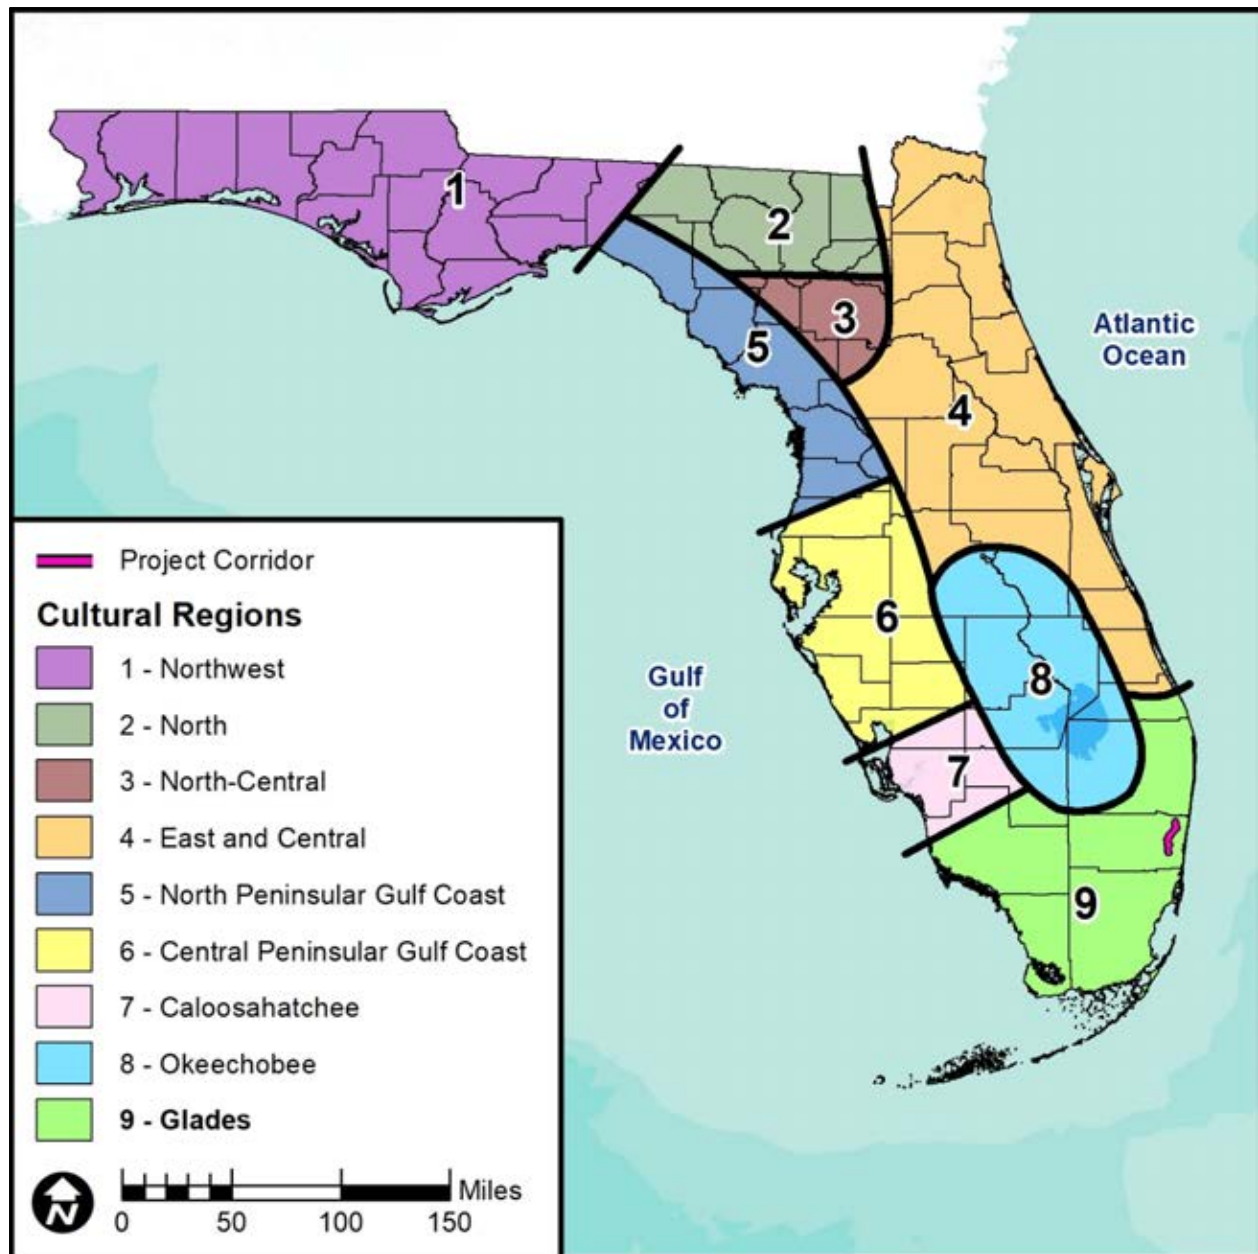 1
2
3
4
5
6
7
8
9
Atlantic
Ocean
Gulf
of
Mexico
Project Corridor
Cultural Regions
1 - Northwest
2 - North
3 - North-Central
4 - East and Central
5 - North Peninsular Gulf Coast
6 - Central Peninsular Gulf Coast
7 - Caloosahatchee
8 - Okeechobee
9 - Glades
N
Miles
0 50 100 150